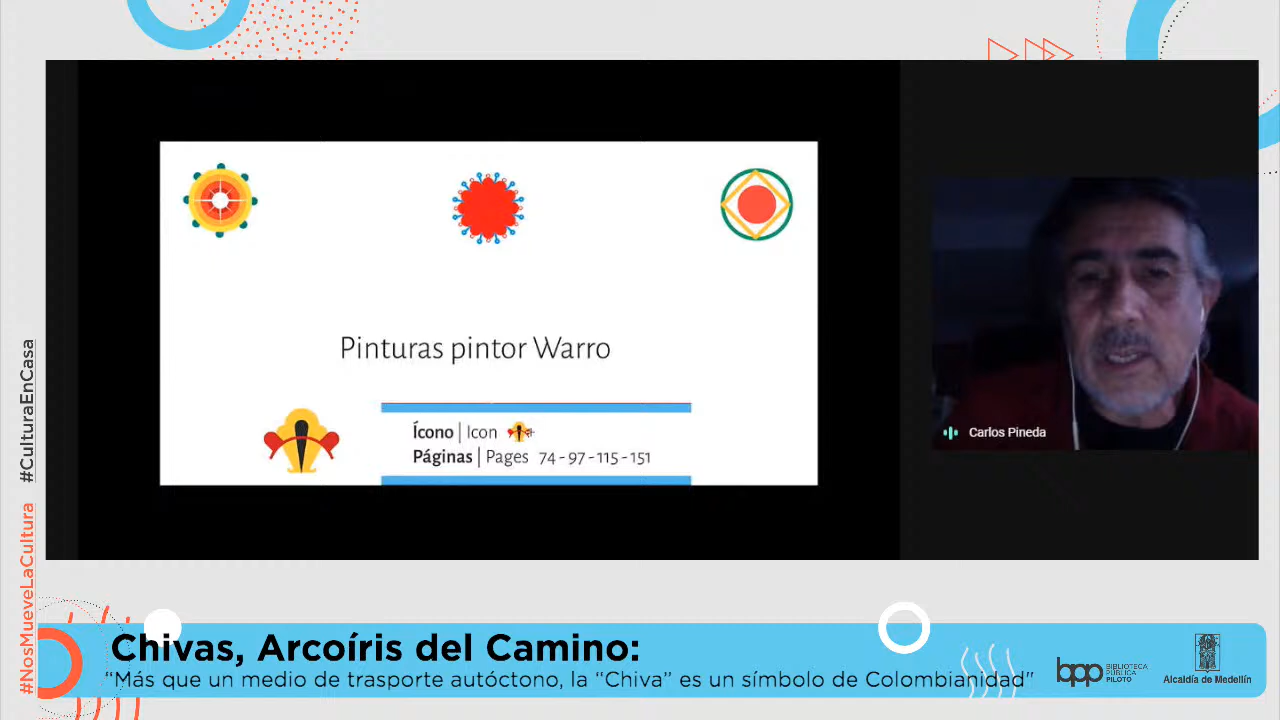 Pinturas pintor Warro
Ícono | Icon
Páginas | Pages 74 - 97 - 115 - 151
Carlos Pineda
#CulturaEnCasa
#NosMueveLaCultura
Chivas, Arcoíris del Camino:
“Más que un medio de trasporte autóctono, la “Chiva” es un símbolo de Colombianidad"
bpp
BIBLIOTECA
PÚBLICA
PILOTO
Alcaldía de Medellín